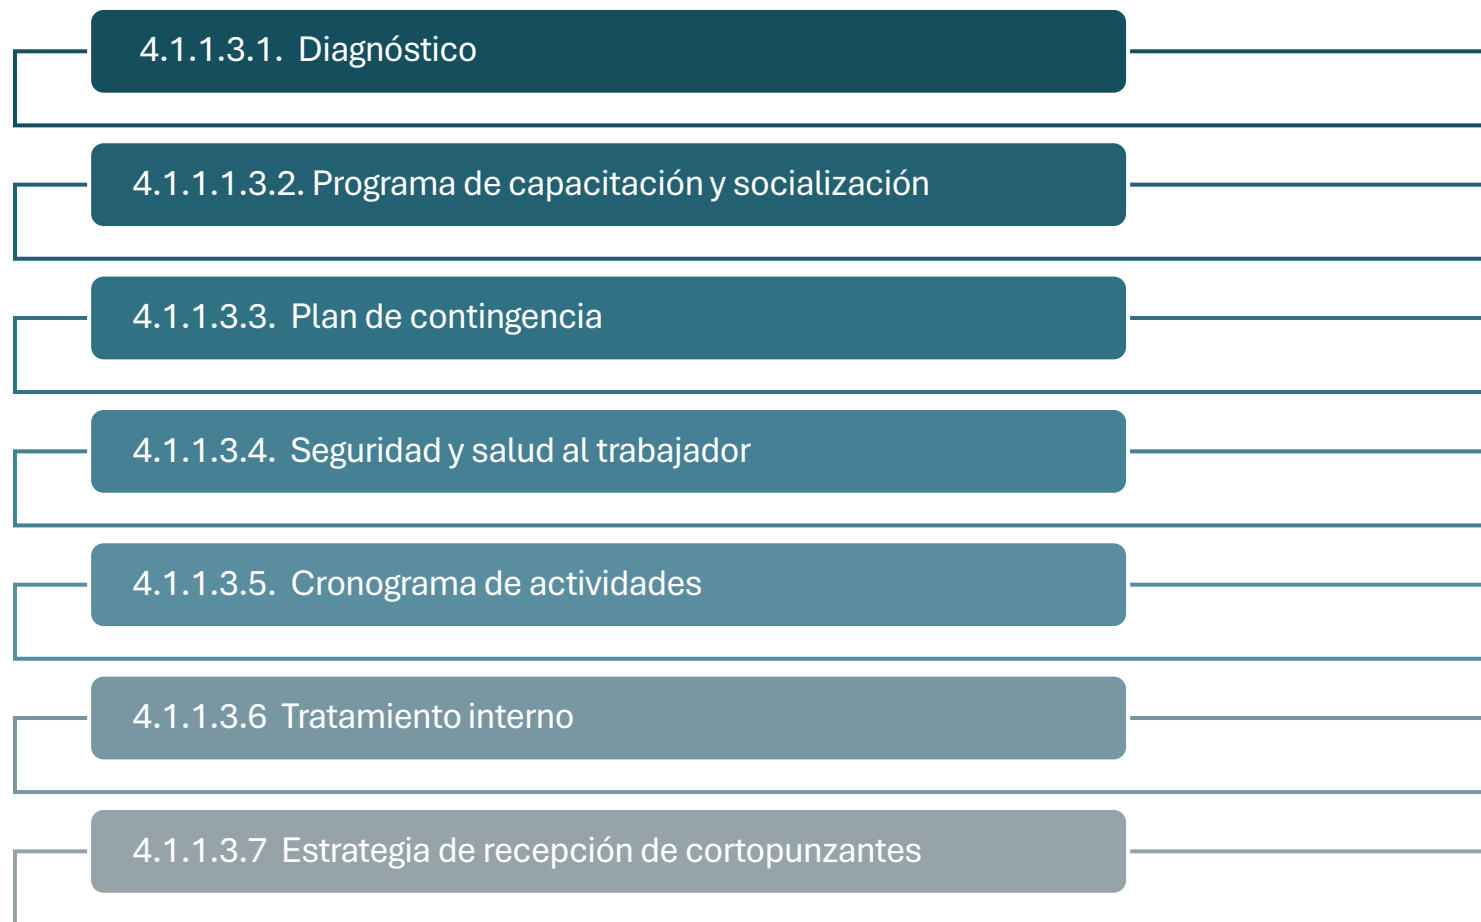 4.1.1.3.1. Diagnóstico
4.1.1.1.3.2. Programa de capacitación y socialización
4.1.1.3.3. Plan de contingencia
4.1.1.3.4. Seguridad y salud al trabajador
4.1.1.3.5. Cronograma de actividades
4.1.1.3.6 Tratamiento interno
4.1.1.3.7 Estrategia de recepción de cortopunzantes